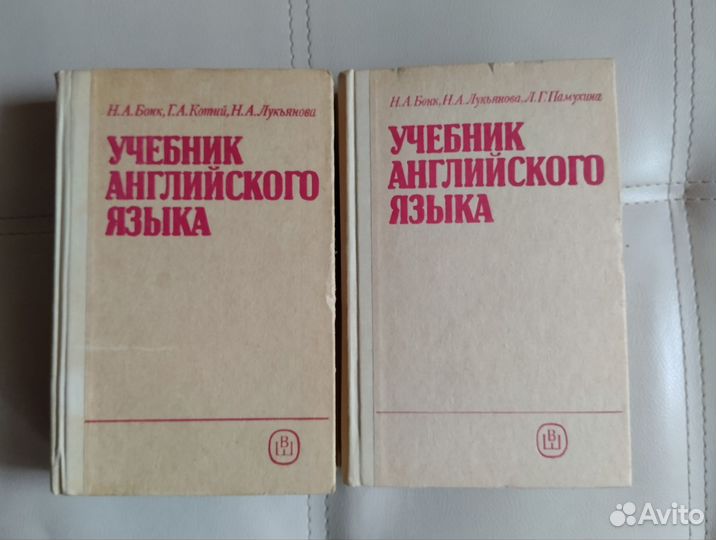 Н. А. Бонк, Г. А. Котий, Н. А. Лукьянова
УЧЕБНИК
АНГЛИЙСКОГО
ЯЗЫКА
ВШ
Н. А. Бонк, Н. А. Лукьянова, Л. Г. Памухина
УЧЕБНИК
АНГЛИЙСКОГО
ЯЗЫКА
ВШ
Avito